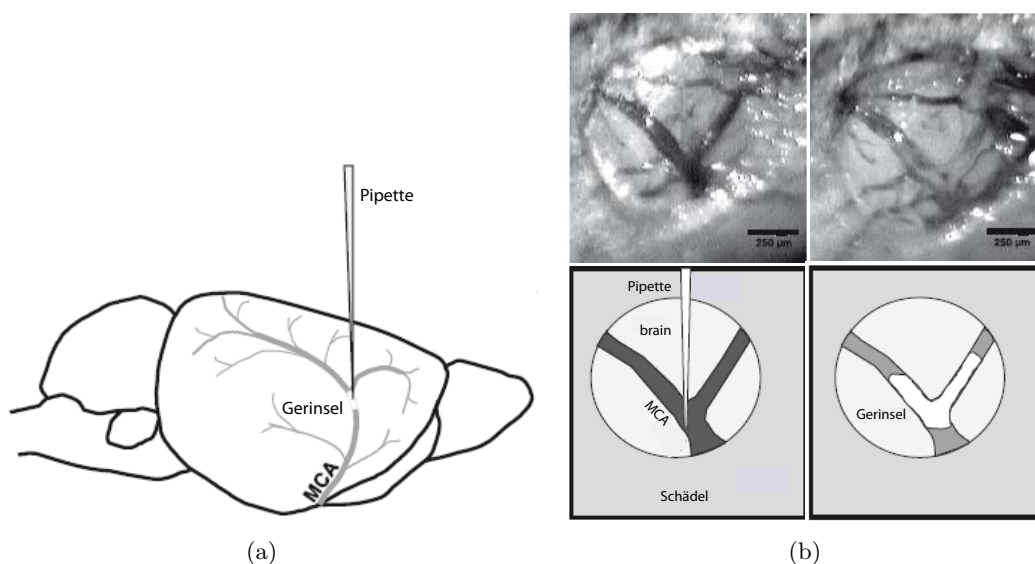 Pipette
Gerinsel
MCA
(a)
250 µm
250 µm
Pipette
brain
MCA
Schädel
Gerinsel
(b)